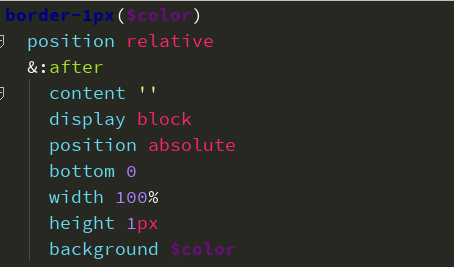 border-1px($color)
position relative
&:after
content ''
display block
position absolute
bottom 0
width 100%
height 1px
background $color